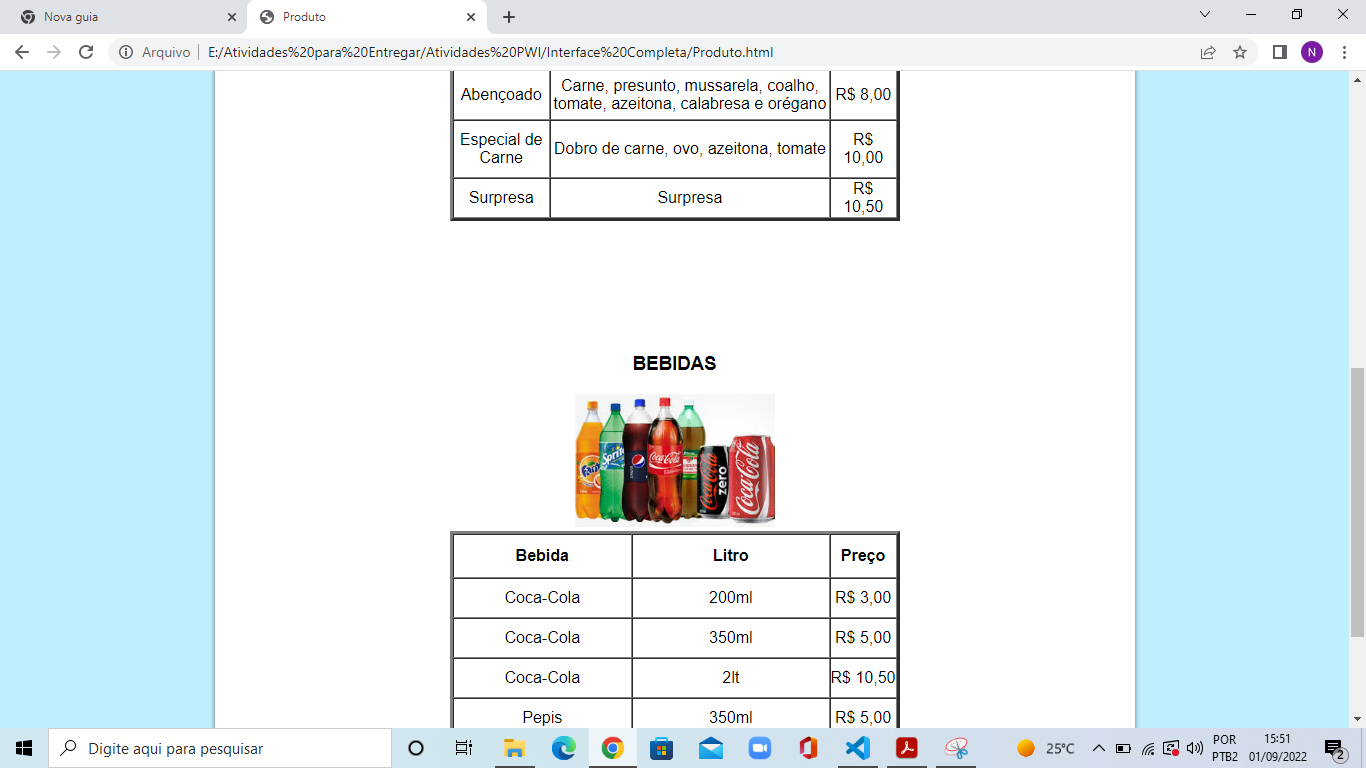 Nova guia
Produto
Arquivo
E:/Atividades%20para%20Entregar/Atividades%20PWI/Interface%20Completa/Produto.html
N
Abençoado
Carne, presunto, mussarela, coalho,
tomate, azeitona, calabresa e orégano
R$ 8,00
Especial de
Carne
Dobro de carne, ovo, azeitona, tomate
R$
10,00
Surpresa
Surpresa
R$
10,50
BEBIDAS
Sprite
Coca-Cola
Coca-Cola
zero
Coca-Cola
Bebida
Litro
Preço
Coca-Cola
200ml
R$ 3,00
Coca-Cola
350ml
R$ 5,00
Coca-Cola
2lt
R$ 10,50
Pepis
350ml
R$ 5,00
Digite aqui para pesquisar
25°C
POR
PTB2
15:51
01/09/2022
2